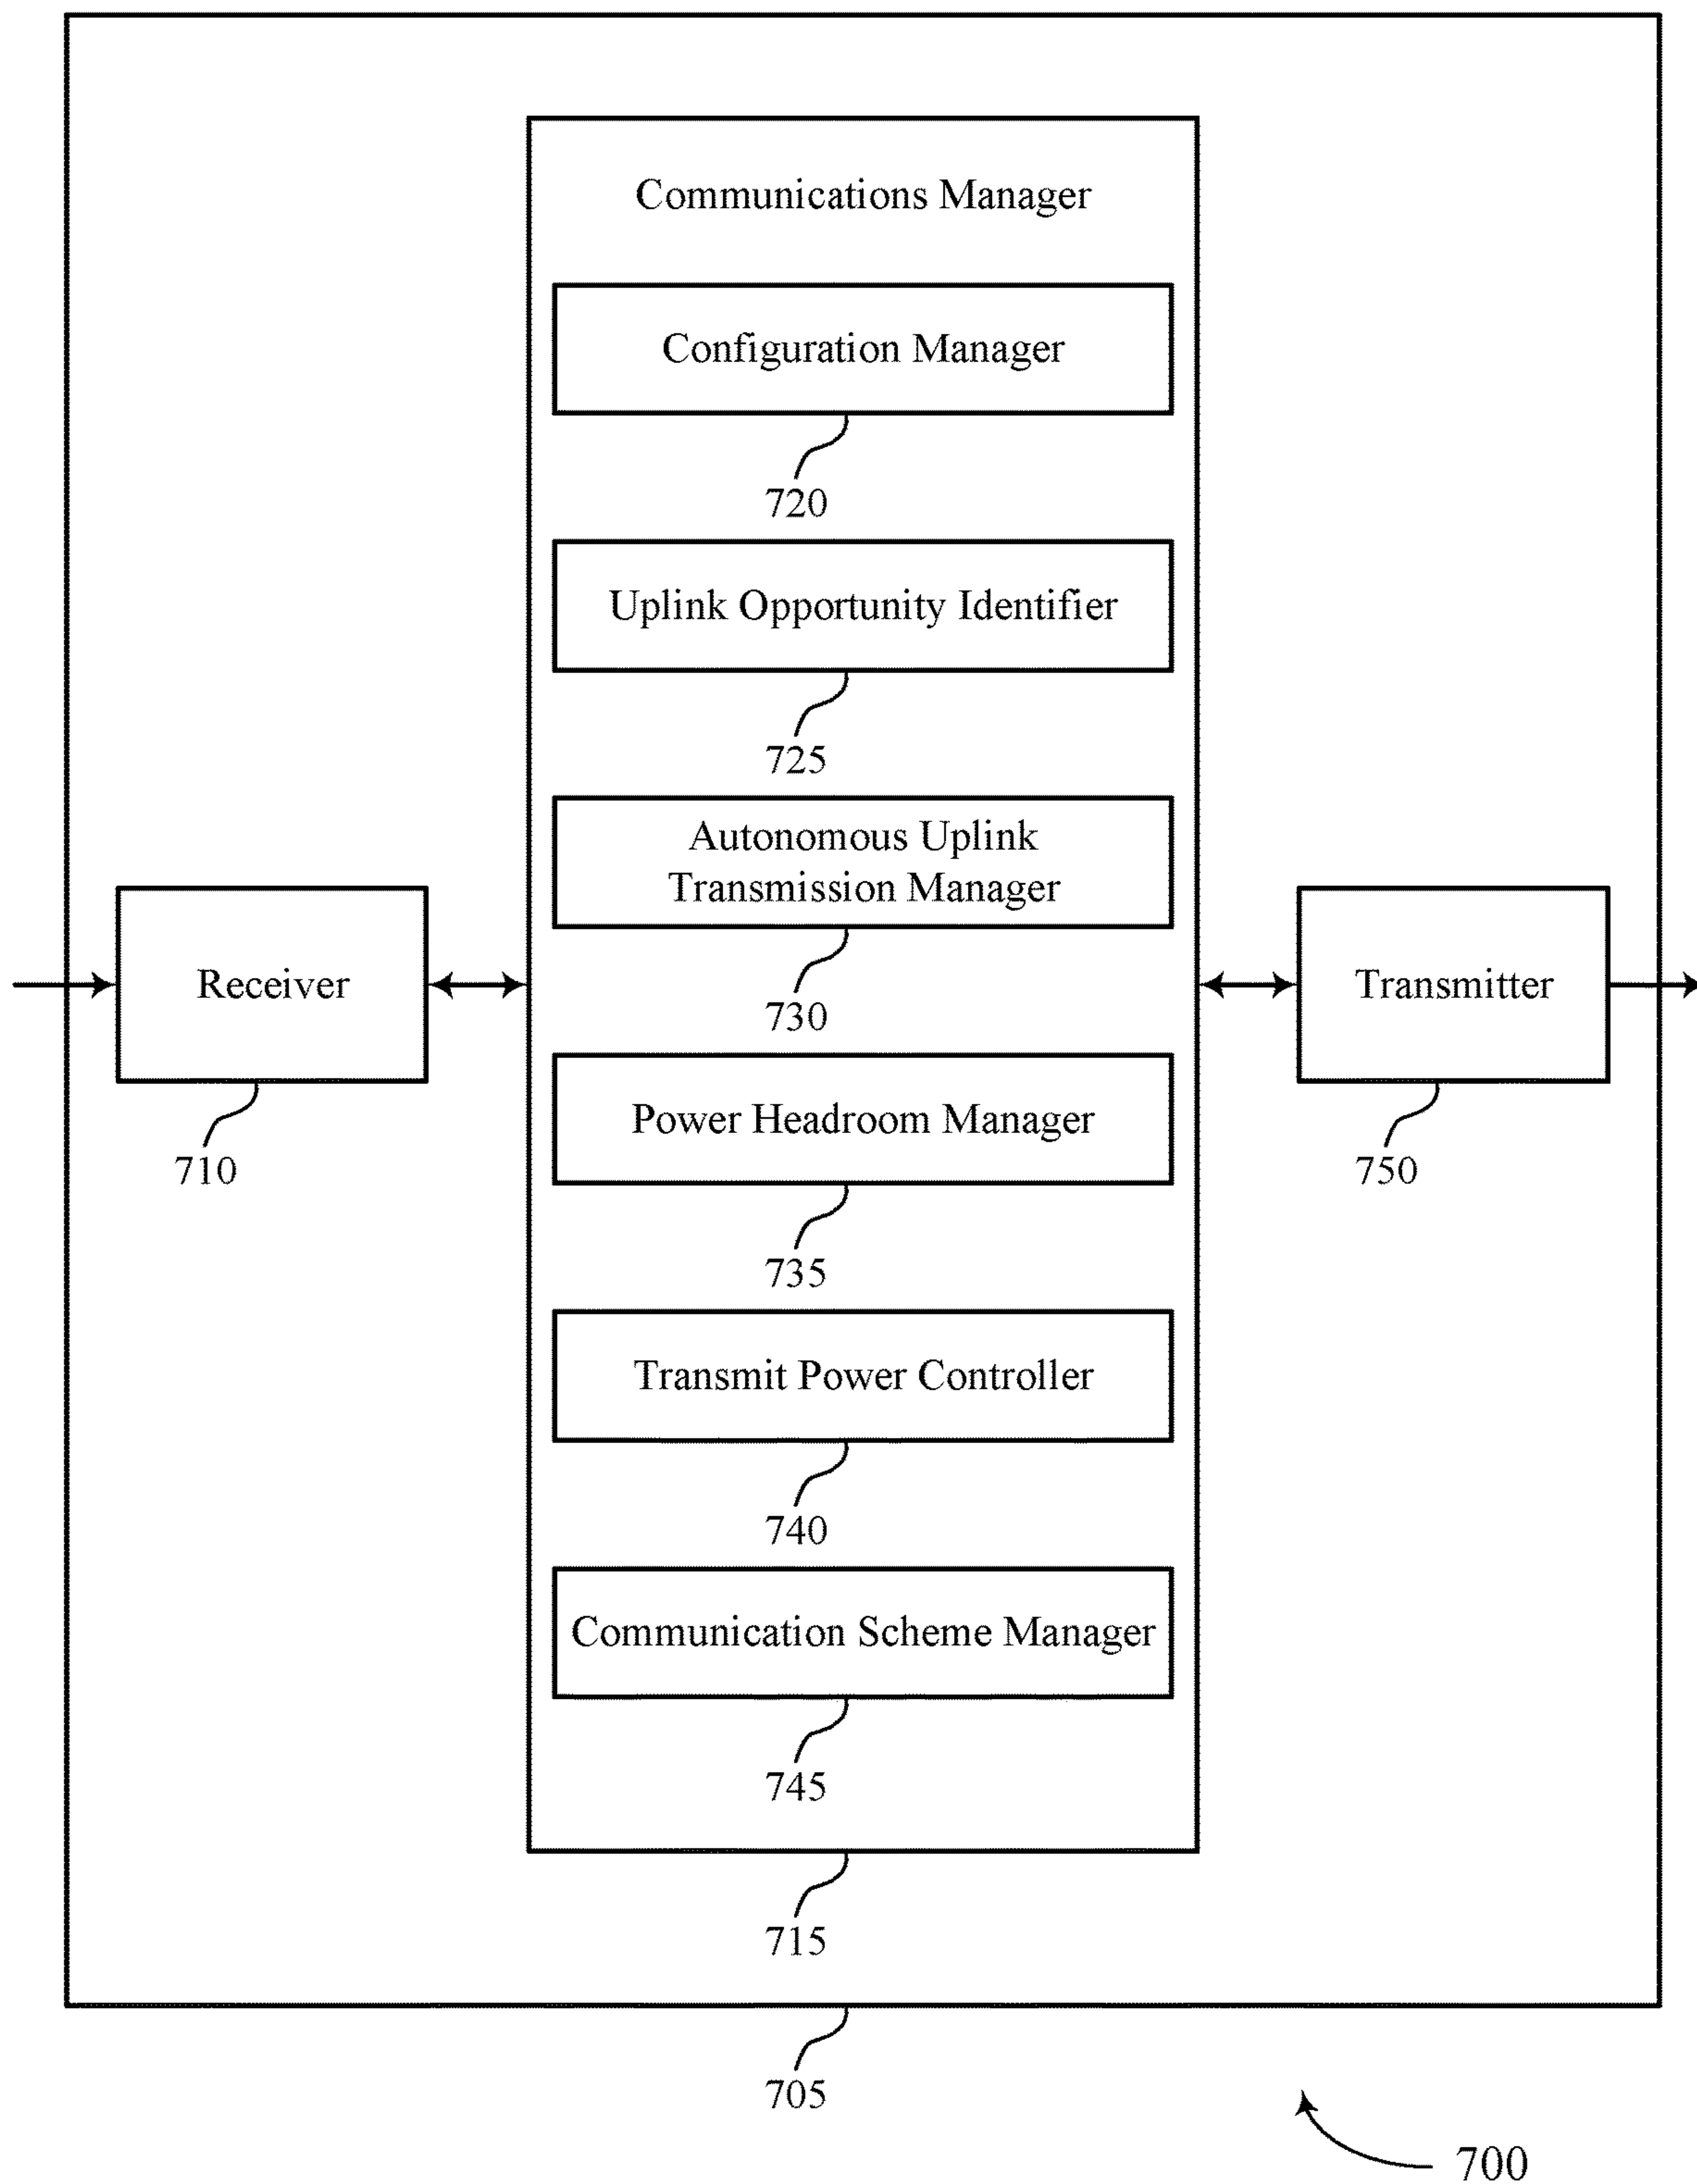 Communications Manager
Configuration Manager
720
Uplink Opportunity Identifier
725
Autonomous Uplink
Transmission Manager
730
Receiver
710
Transmitter
750
Power Headroom Manager
735
Transmit Power Controller
740
Communication Scheme Manager
745
715
705
700